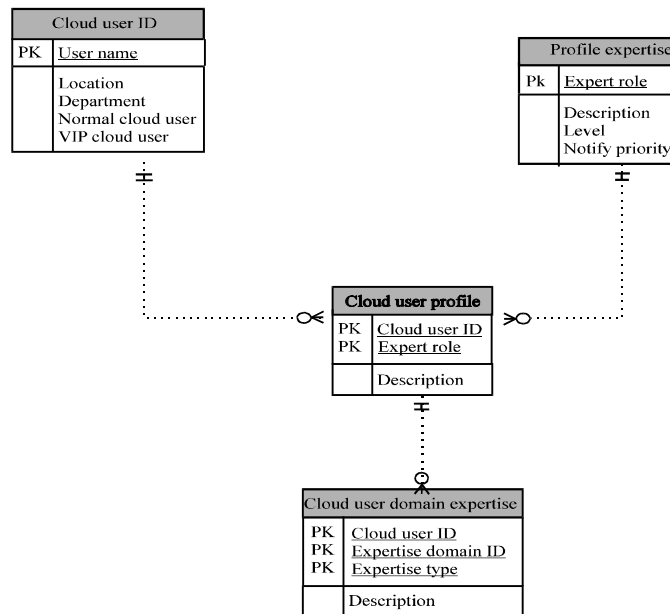 Cloud user ID
PK User name
Location
Department
Normal cloud user
VIP cloud user
Profile expertise
Pk Expert role
Description
Level
Notify priority
Cloud user profile
PK Cloud user ID
PK Expert role
Description
Cloud user domain expertise
PK Cloud user ID
PK Expertise domain ID
PK Expertise type
Description